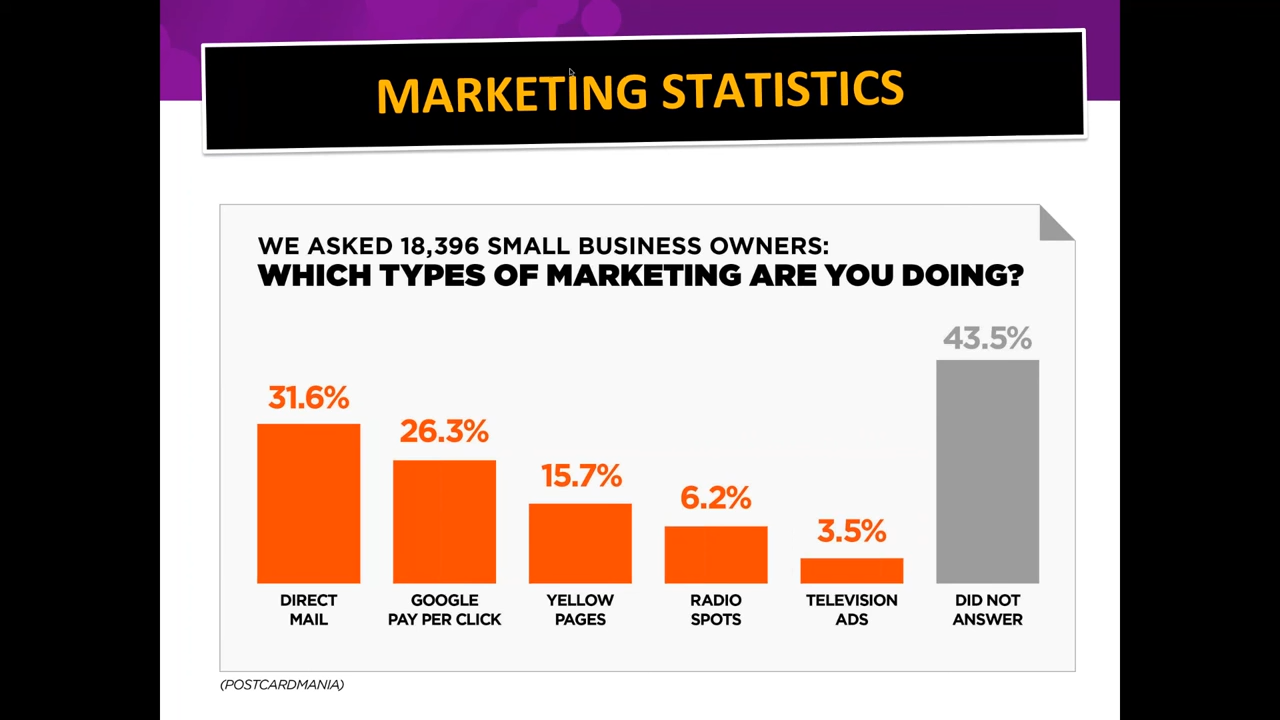 MARKETING STATISTICS
WE ASKED 18,396 SMALL BUSINESS OWNERS:
WHICH TYPES OF MARKETING ARE YOU DOING?
31.6%
26.3%
15.7%
6.2%
3.5%
43.5%
DIRECT
MAIL
GOOGLE
PAY PER CLICK
YELLOW
PAGES
RADIO
SPOTS
TELEVISION
ADS
DID NOT
ANSWER
(POSTCARDMANIA)